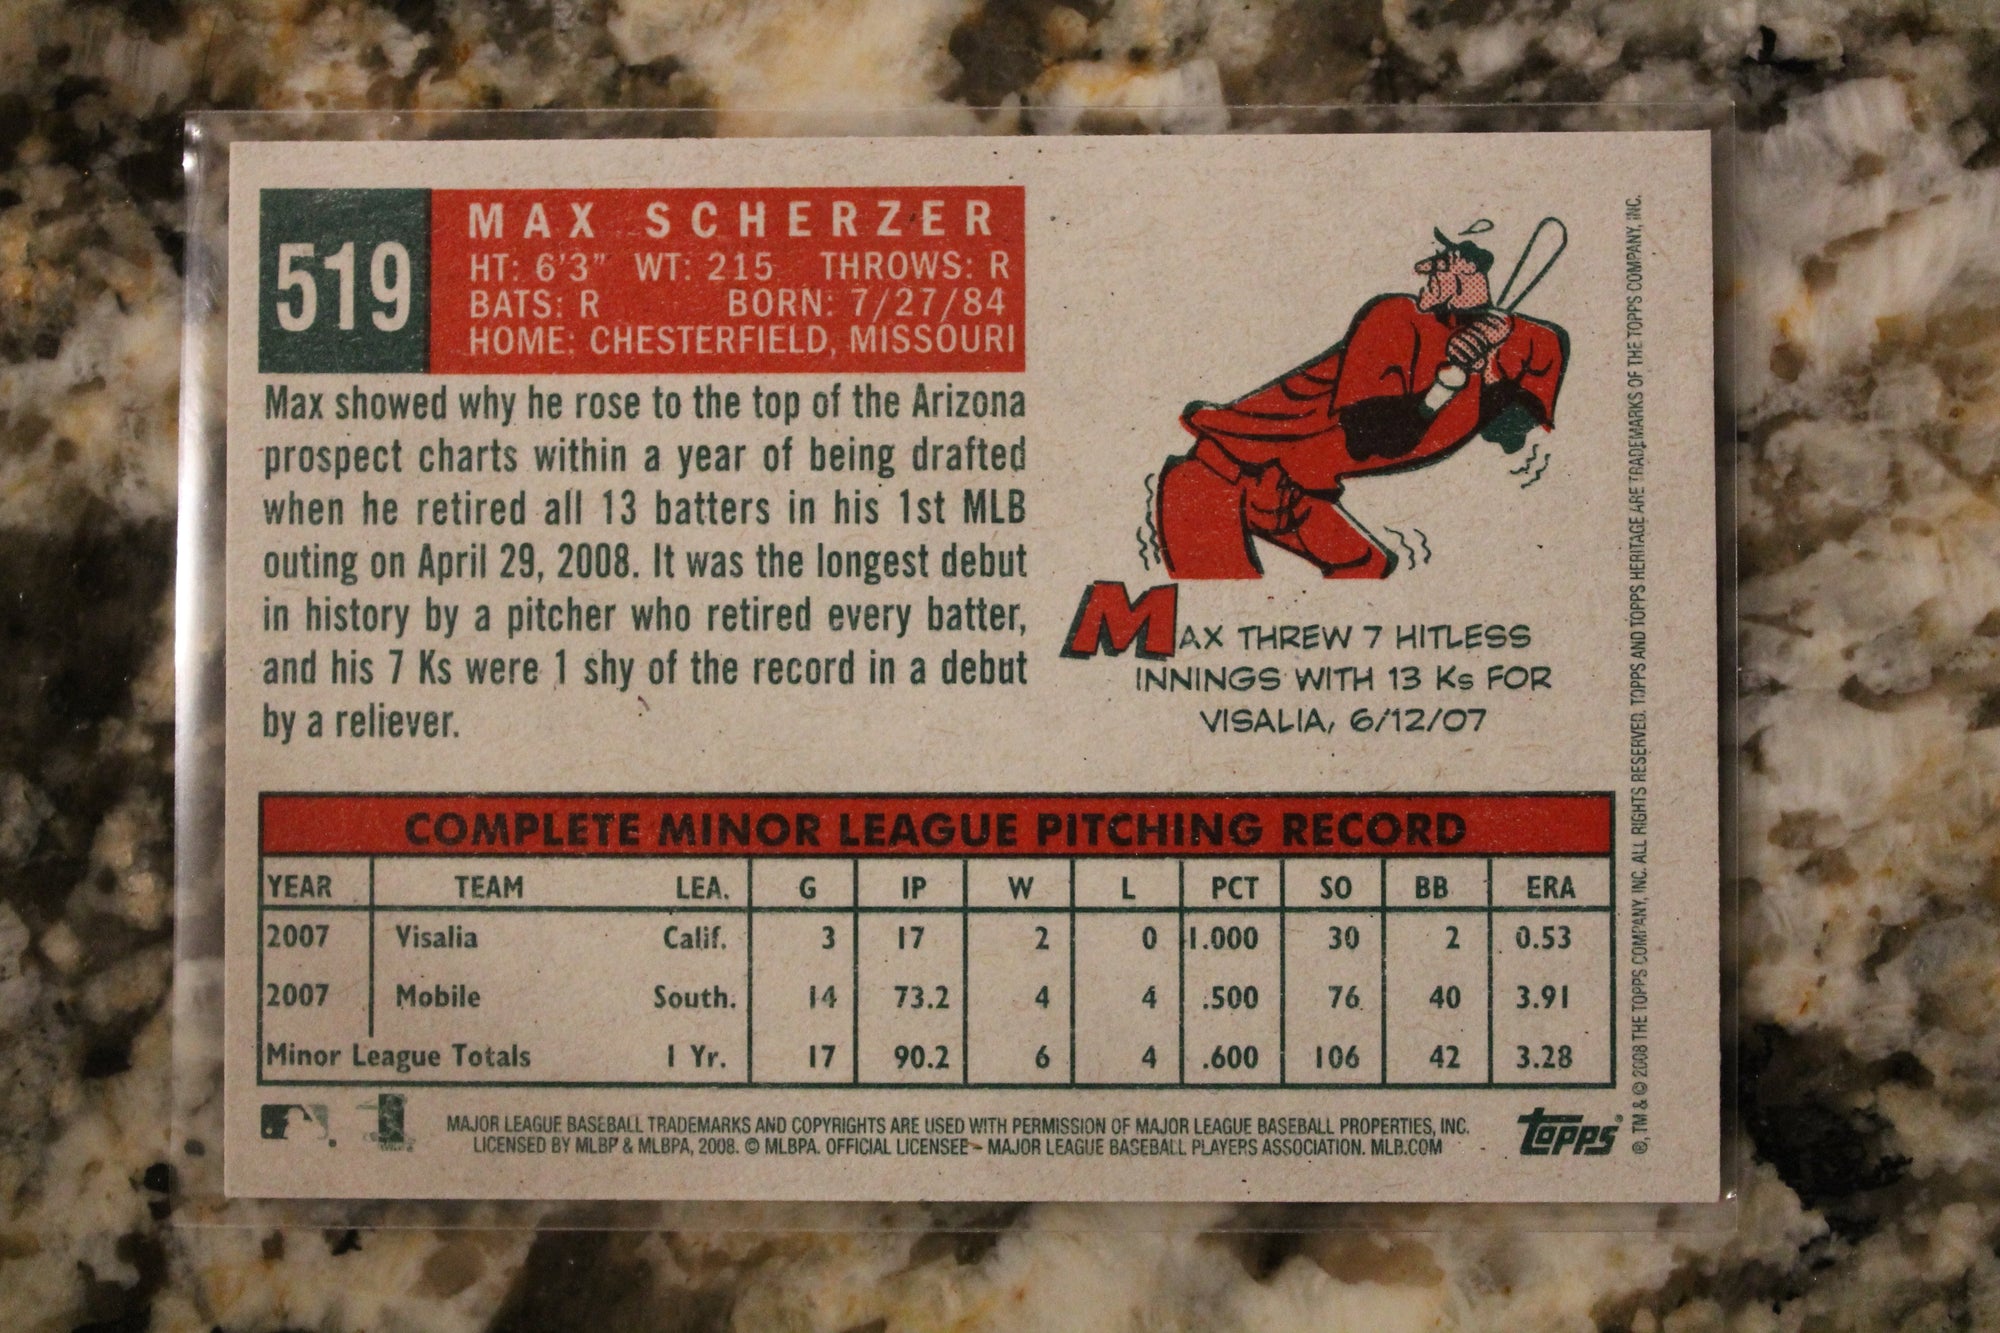 519
MAX SCHERZER
HT: 6'3" WT: 215 THROWS: R
BATS: R BORN: 7/27/84
HOME: CHESTERFIELD, MISSOURI
Max showed why he rose to the top of the Arizona
prospect charts within a year of being drafted
when he retired all 13 batters in his 1st MLB
outing on April 29, 2008. It was the longest debut
in history by a pitcher who retired every batter,
and his 7 Ks were 1 shy of the record in a debut
by a reliever.
MAX THREW 7 HITLESS
INNINGS WITH 13 Ks FOR
VISALIA, 6/12/07
COMPLETE MINOR LEAGUE PITCHING RECORD
YEAR TEAM LEA. G IP W L PCT SO BB ERA
2007 Visalia Calif. 3 17 2 0 1.000 30 2 0.53
2007 Mobile South. 14 73.2 4 4 .500 76 40 3.91
Minor League Totals 1 Yr. 17 90.2 6 4 .600 106 42 3.28
MAJOR LEAGUE BASEBALL TRADEMARKS AND COPYRIGHTS ARE USED WITH PERMISSION OF MAJOR LEAGUE BASEBALL PROPERTIES, INC.
LICENSED BY MLBP & MLBPA, 2008. © MLBPA. OFFICIAL LICENSEE – MAJOR LEAGUE BASEBALL PLAYERS ASSOCIATION. MLB.COM
topps®
®, TM & © 2008 THE TOPPS COMPANY, INC. ALL RIGHTS RESERVED. TOPPS AND TOPPS HERITAGE ARE TRADEMARKS OF THE TOPPS COMPANY, INC.